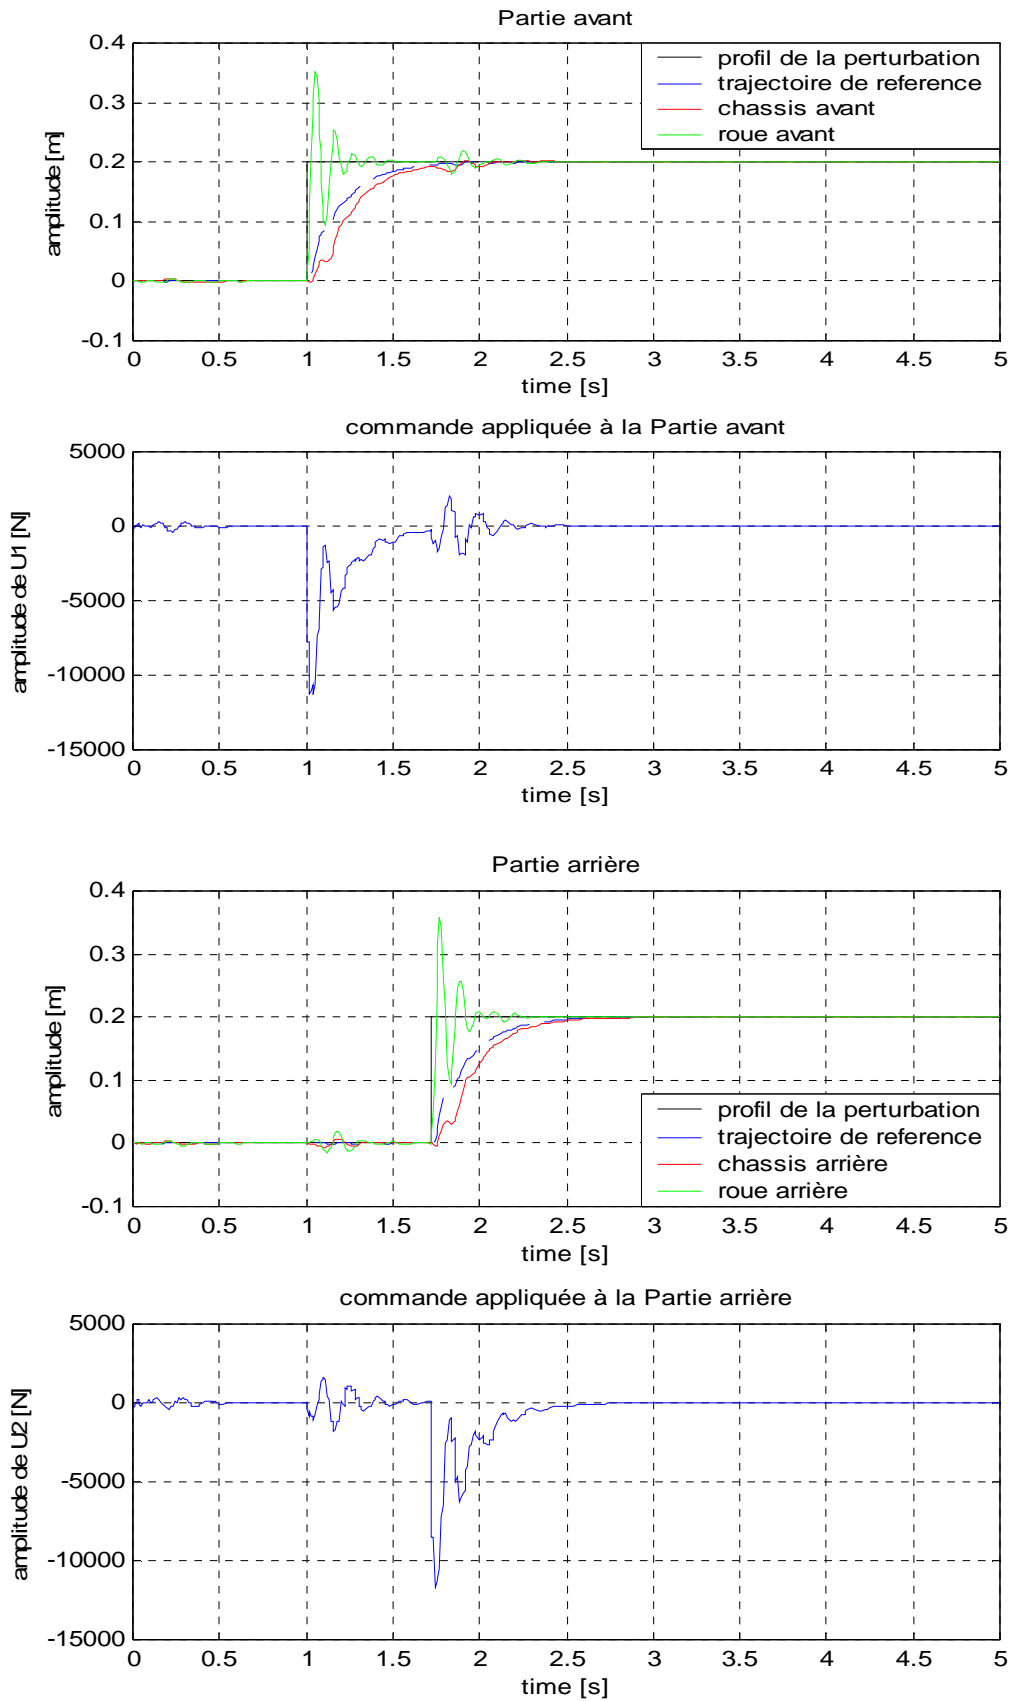 Partie avant
0.4
0.3
0.2
0.1
0
-0.1
amplitude [m]
profil de la perturbation
trajectoire de reference
chassis avant
roue avant
0 0.5 1 1.5 2 2.5 3 3.5 4 4.5 5
time [s]
commande appliquée à la Partie avant
5000
0
-5000
-10000
-15000
amplitude de U1 [N]
0 0.5 1 1.5 2 2.5 3 3.5 4 4.5 5
time [s]
Partie arrière
0.4
0.3
0.2
0.1
0
-0.1
amplitude [m]
profil de la perturbation
trajectoire de reference
chassis arrière
roue arrière
0 0.5 1 1.5 2 2.5 3 3.5 4 4.5 5
time [s]
commande appliquée à la Partie arrière
5000
0
-5000
-10000
-15000
amplitude de U2 [N]
0 0.5 1 1.5 2 2.5 3 3.5 4 4.5 5
time [s]